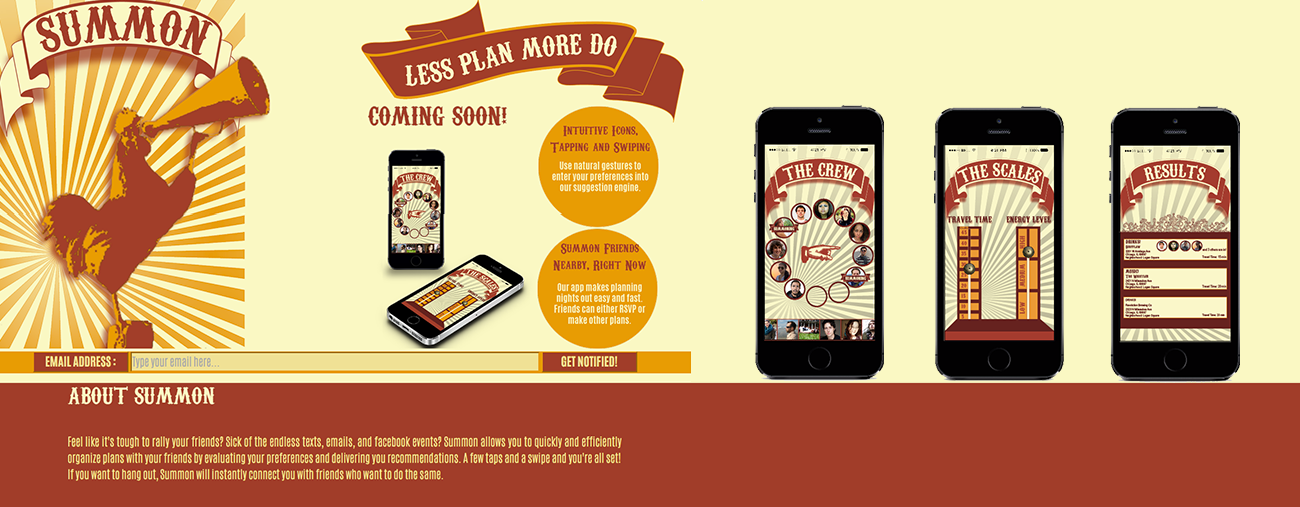 SUMMON
LESS PLAN MORE DO
COMING SOON!
INTUITIVE ICONS,
TAPPING AND SWIPING
Use natural gestures to
enter your preferences into
our suggestion engine.
THE CREW
THE SCALES
SUMMON FRIENDS
NEARBY, RIGHT NOW
Our app makes planning
nights out easy and fast.
Friends can either RSVP or
make other plans.
EMAIL ADDRESS :
Type your email here...
GET NOTIFIED!
ABOUT SUMMON
Feel like it's tough to rally your friends? Sick of the endless texts, emails, and facebook events? Summon allows you to quickly and efficiently
organize plans with your friends by evaluating your preferences and delivering you recommendations. A few taps and a swipe and you're all set!
If you want to hang out, Summon will instantly connect you with friends who want to do the same.
THE CREW
THE SCALES
TRAVEL TIME
ENERGY LEVEL
LOW
RESULTS